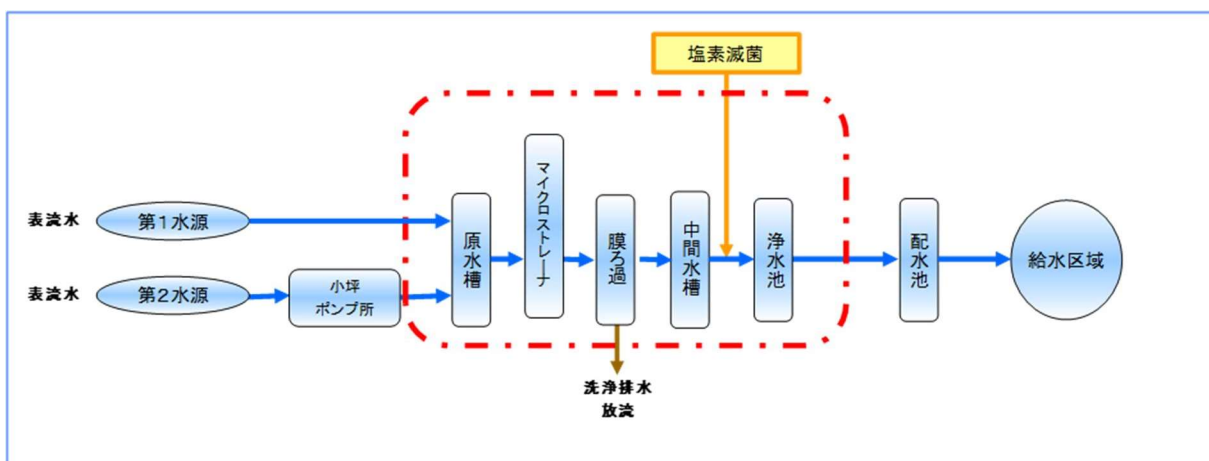 塩素滅菌
表流水
第1水源
表流水
第2水源
小坪
ポンプ所
原水槽
マイクロストレーナ
膜ろ過
中間水槽
浄水池
配水池
給水区域
洗浄排水
放流